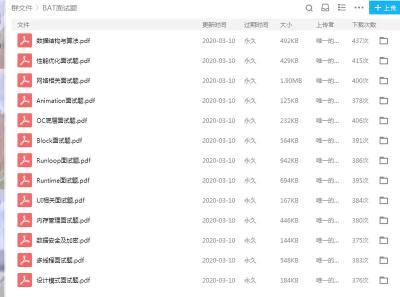 群文件 > BAT面试题
上传
文件 更新时间 过期时间 大小 上传者 下载次数
数据结构与算法.pdf 2020-03-10 永久 492KB 唯一的... 437次
性能优化面试题.pdf 2020-03-10 永久 429KB 唯一的... 415次
网络相关面试题.pdf 2020-03-10 永久 1.90MB 唯一的... 400次
Animation面试题.pdf 2020-03-10 永久 125KB 唯一的... 378次
OC底层面试题.pdf 2020-03-10 永久 232KB 唯一的... 406次
Block面试题.pdf 2020-03-10 永久 564KB 唯一的... 391次
Runloop面试题.pdf 2020-03-10 永久 942KB 唯一的... 386次
Runtime面试题.pdf 2020-03-10 永久 694KB 唯一的... 395次
UI相关面试题.pdf 2020-03-10 永久 167KB 唯一的... 384次
内存管理面试题.pdf 2020-03-10 永久 446KB 唯一的... 380次
数据安全及加密.pdf 2020-03-10 永久 144KB 唯一的... 375次
多线程面试题.pdf 2020-03-10 永久 548KB 唯一的... 383次
设计模式面试题.pdf 2020-03-10 永久 184KB 唯一的... 376次